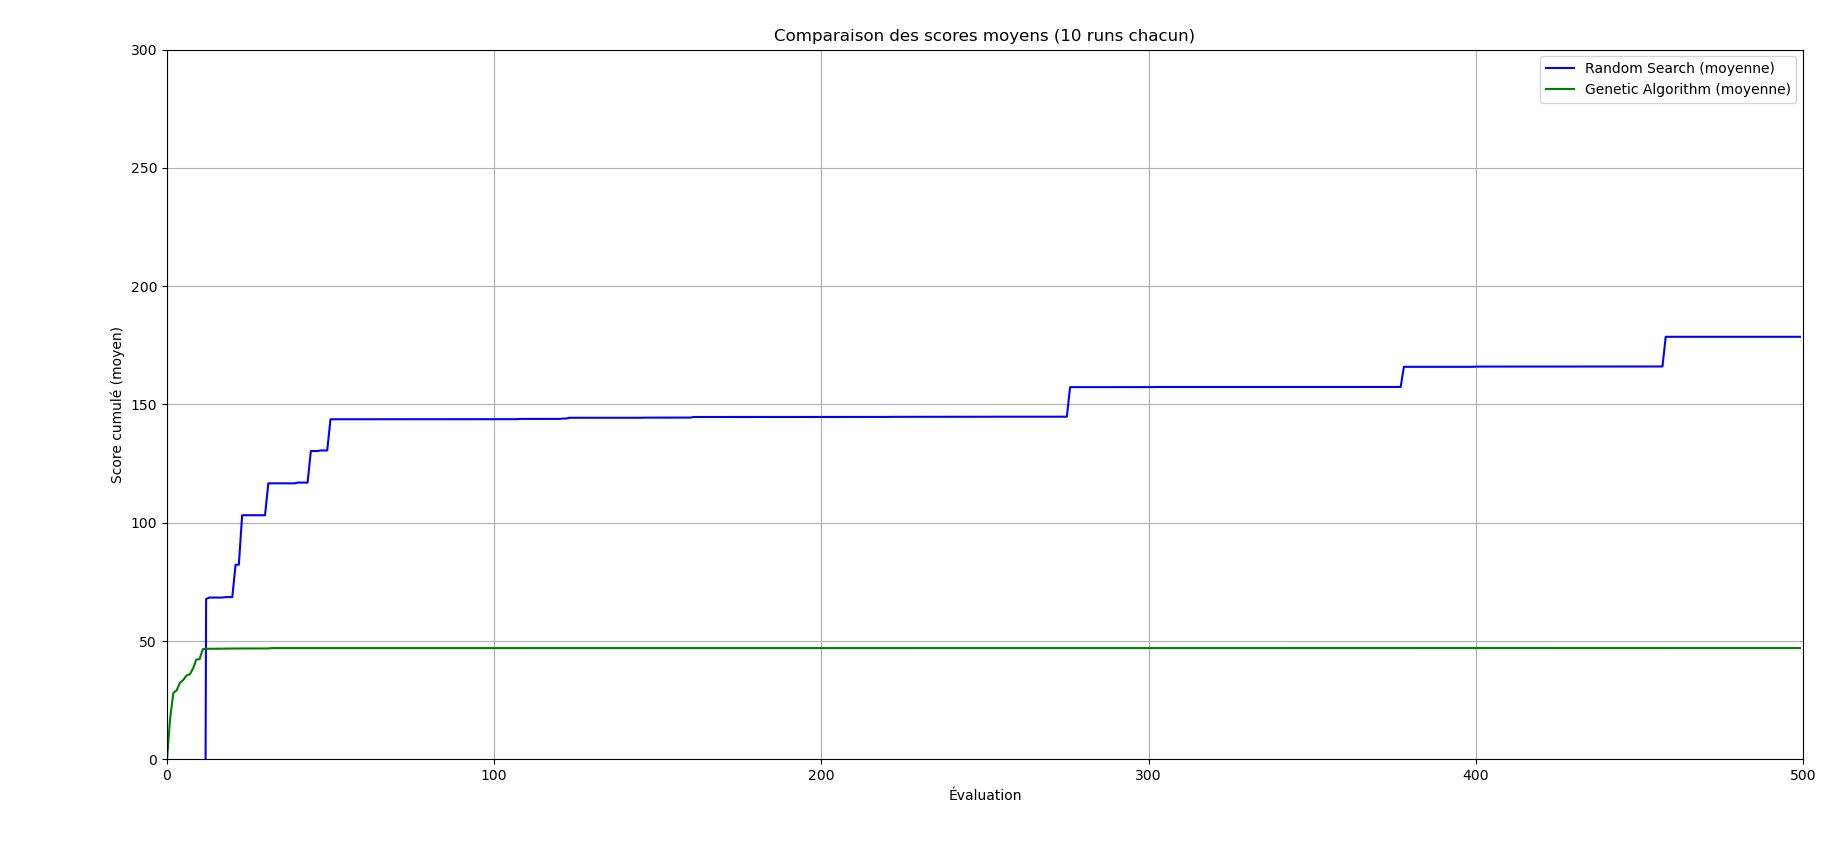 Comparaison des scores moyens (10 runs chacun)
300
250
200
150
100
50
0
Score cumulé (moyen)
Random Search (moyenne)
Genetic Algorithm (moyenne)
0 100 200 300 400 500
Évaluation